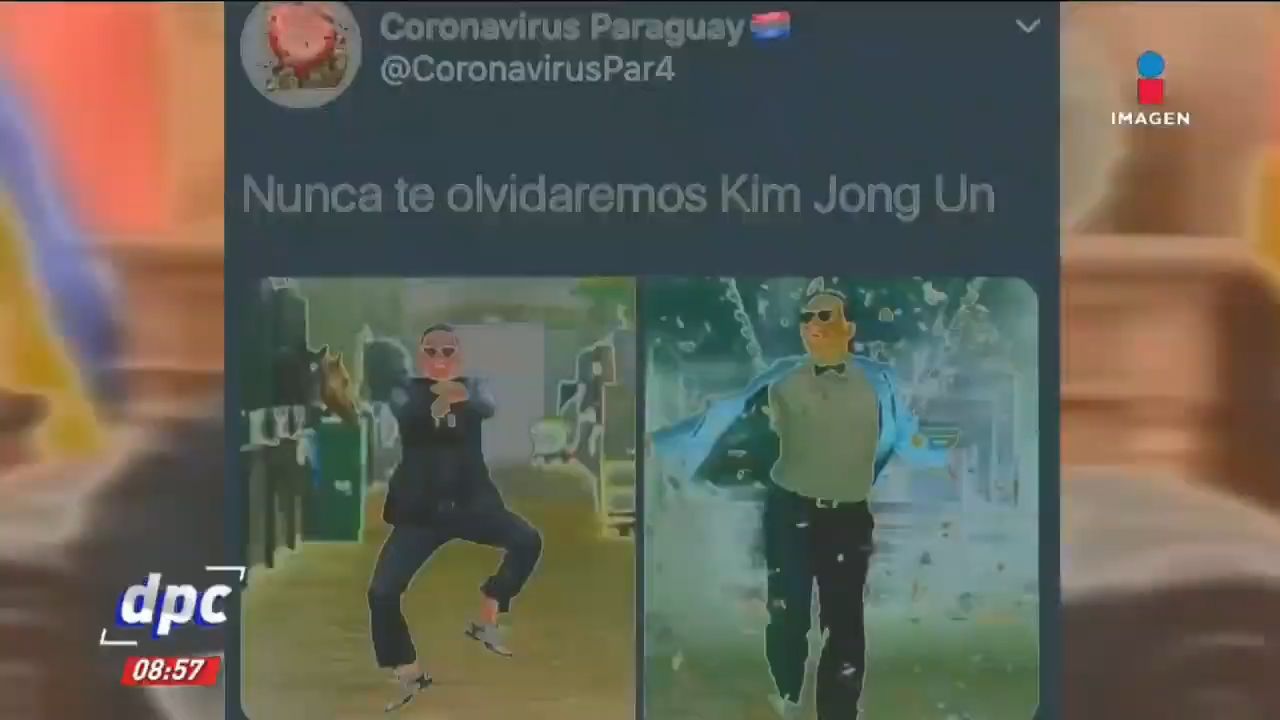 Coronavirus Paraguay
@CoronavirusPar4
IMAGEN
Nunca te olvidaremos Kim Jong Un
dpc
08:57